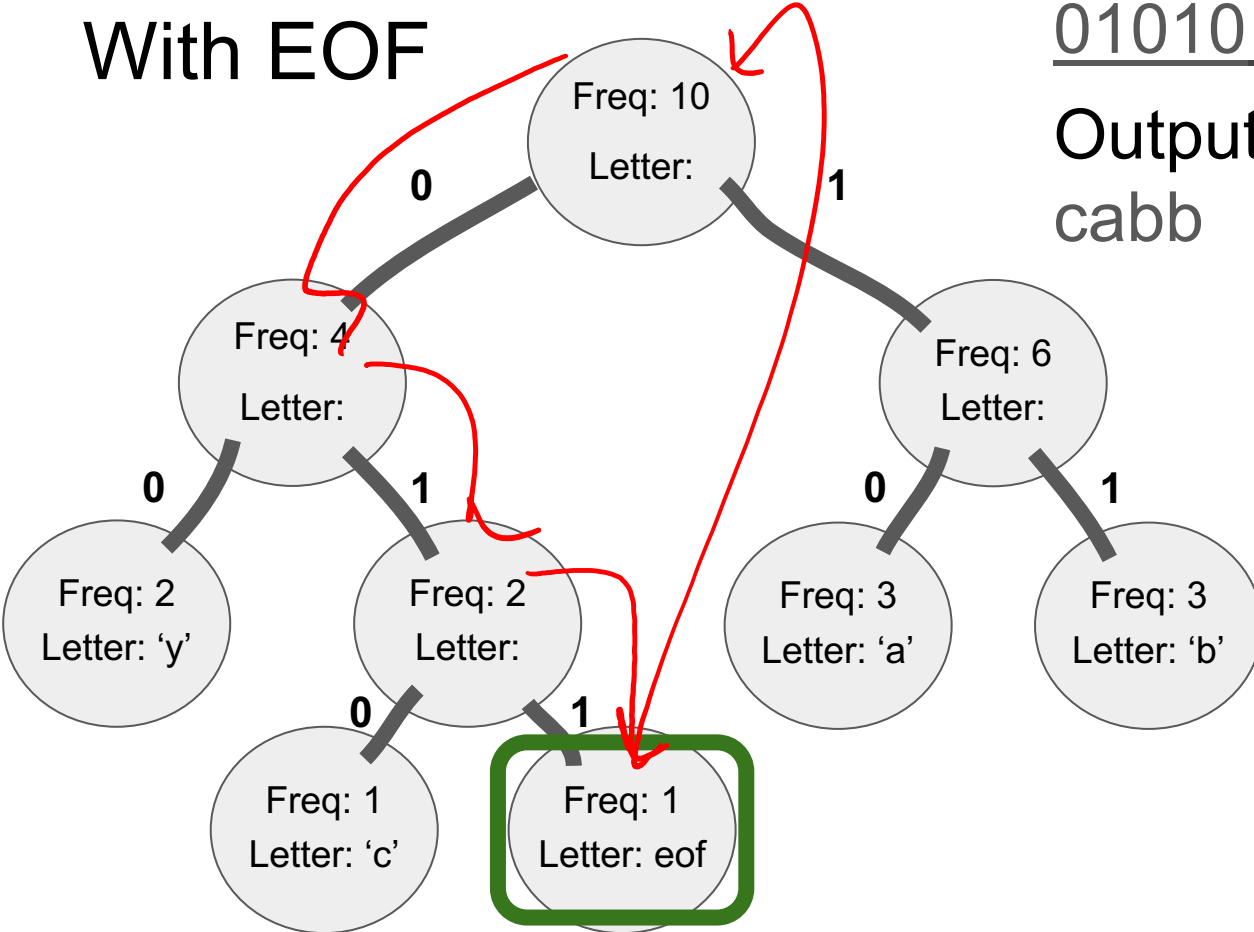 With EOF
01010
Output
cabb
Freq: 10
Letter:
0
1
Freq: 4
Letter:
Freq: 6
Letter:
0
1
0
1
Freq: 2
Letter: ‘y’
Freq: 2
Letter:
Freq: 3
Letter: ‘a’
Freq: 3
Letter: ‘b’
0
1
Freq: 1
Letter: ‘c’
Freq: 1
Letter: eof